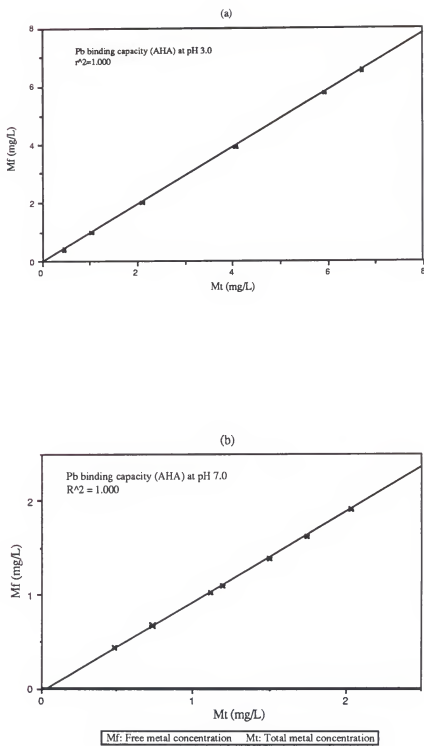 (a)
Pb binding capacity (AHA) at pH 3.0
r^2=1.000
8
6
4
2
0
Mf (mg/L)
0
2
4
6
8
Mt (mg/L)
(b)
Pb binding capacity (AHA) at pH 7.0
R^2 = 1.000
2
1
0
Mf (mg/L)
0
1
2
Mt (mg/L)
Mf: Free metal concentration Mt: Total metal concentration